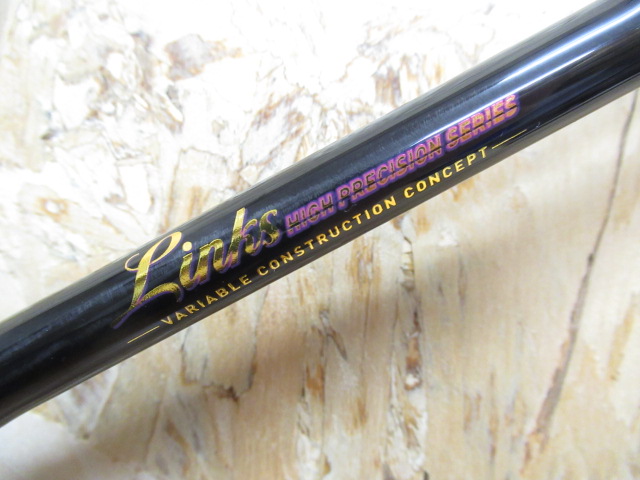 Links HIGH PRECISION SERIES
VARIABLE CONSTRUCTION CONCEPT